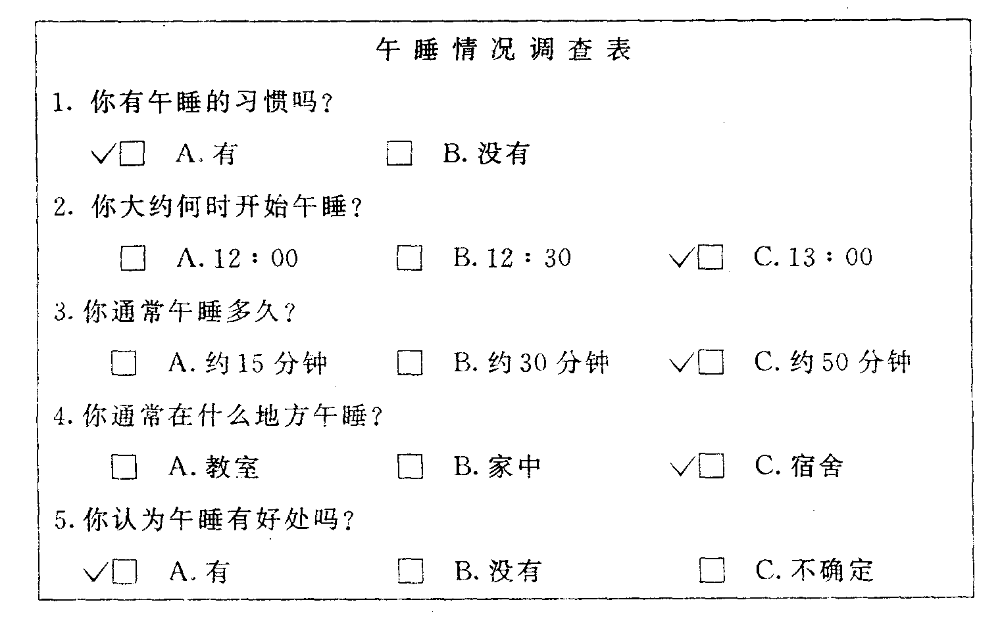 午睡情况调查表
1. 你有午睡的习惯吗?
✓□ A. 有 □ B. 没有
2. 你大约何时开始午睡?
□ A. 12:00 □ B. 12:30 ✓□ C. 13:00
3. 你通常午睡多久?
□ A. 约15分钟 □ B. 约30分钟 ✓□ C. 约50分钟
4. 你通常在什么地方午睡?
□ A. 教室 □ B. 家中 ✓□ C. 宿舍
5. 你认为午睡有好处吗?
✓□ A. 有 □ B. 没有 □ C. 不确定